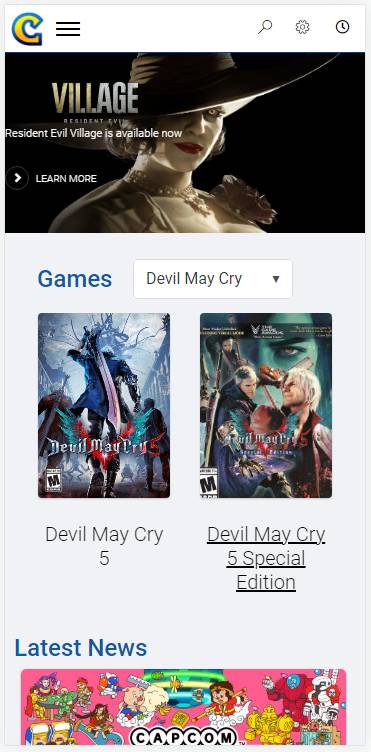 VILLAGE
RESIDENT EVIL
Resident Evil Village is available now
LEARN MORE
Games
Devil May Cry
Devil May Cry 5
Devil May Cry 5
Special Edition
M
M
Devil May Cry
5
Devil May Cry
5 Special
Edition
Latest News
CAPCOM